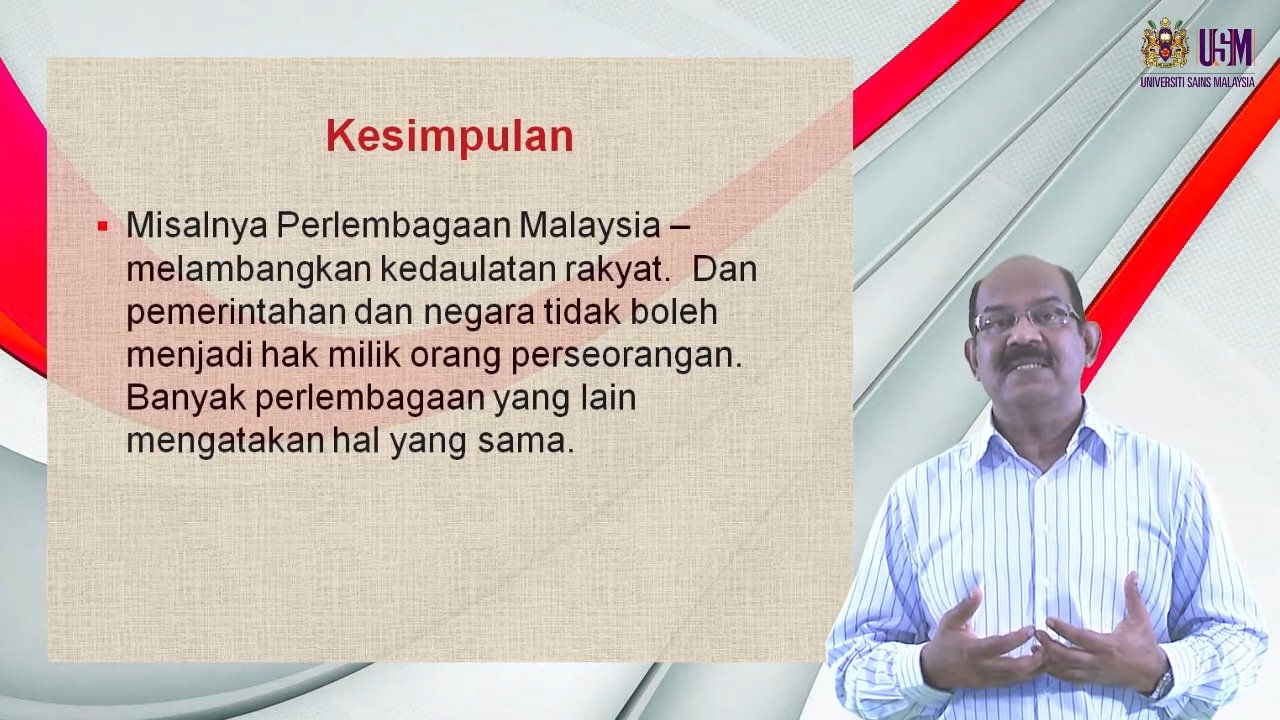 USM
UNIVERSITI SAINS MALAYSIA
Kesimpulan
Misalnya Perlembagaan Malaysia –
melambangkan kedaulatan rakyat. Dan
pemerintahan dan negara tidak boleh
menjadi hak milik orang perseorangan.
Banyak perlembagaan yang lain
mengatakan hal yang sama.